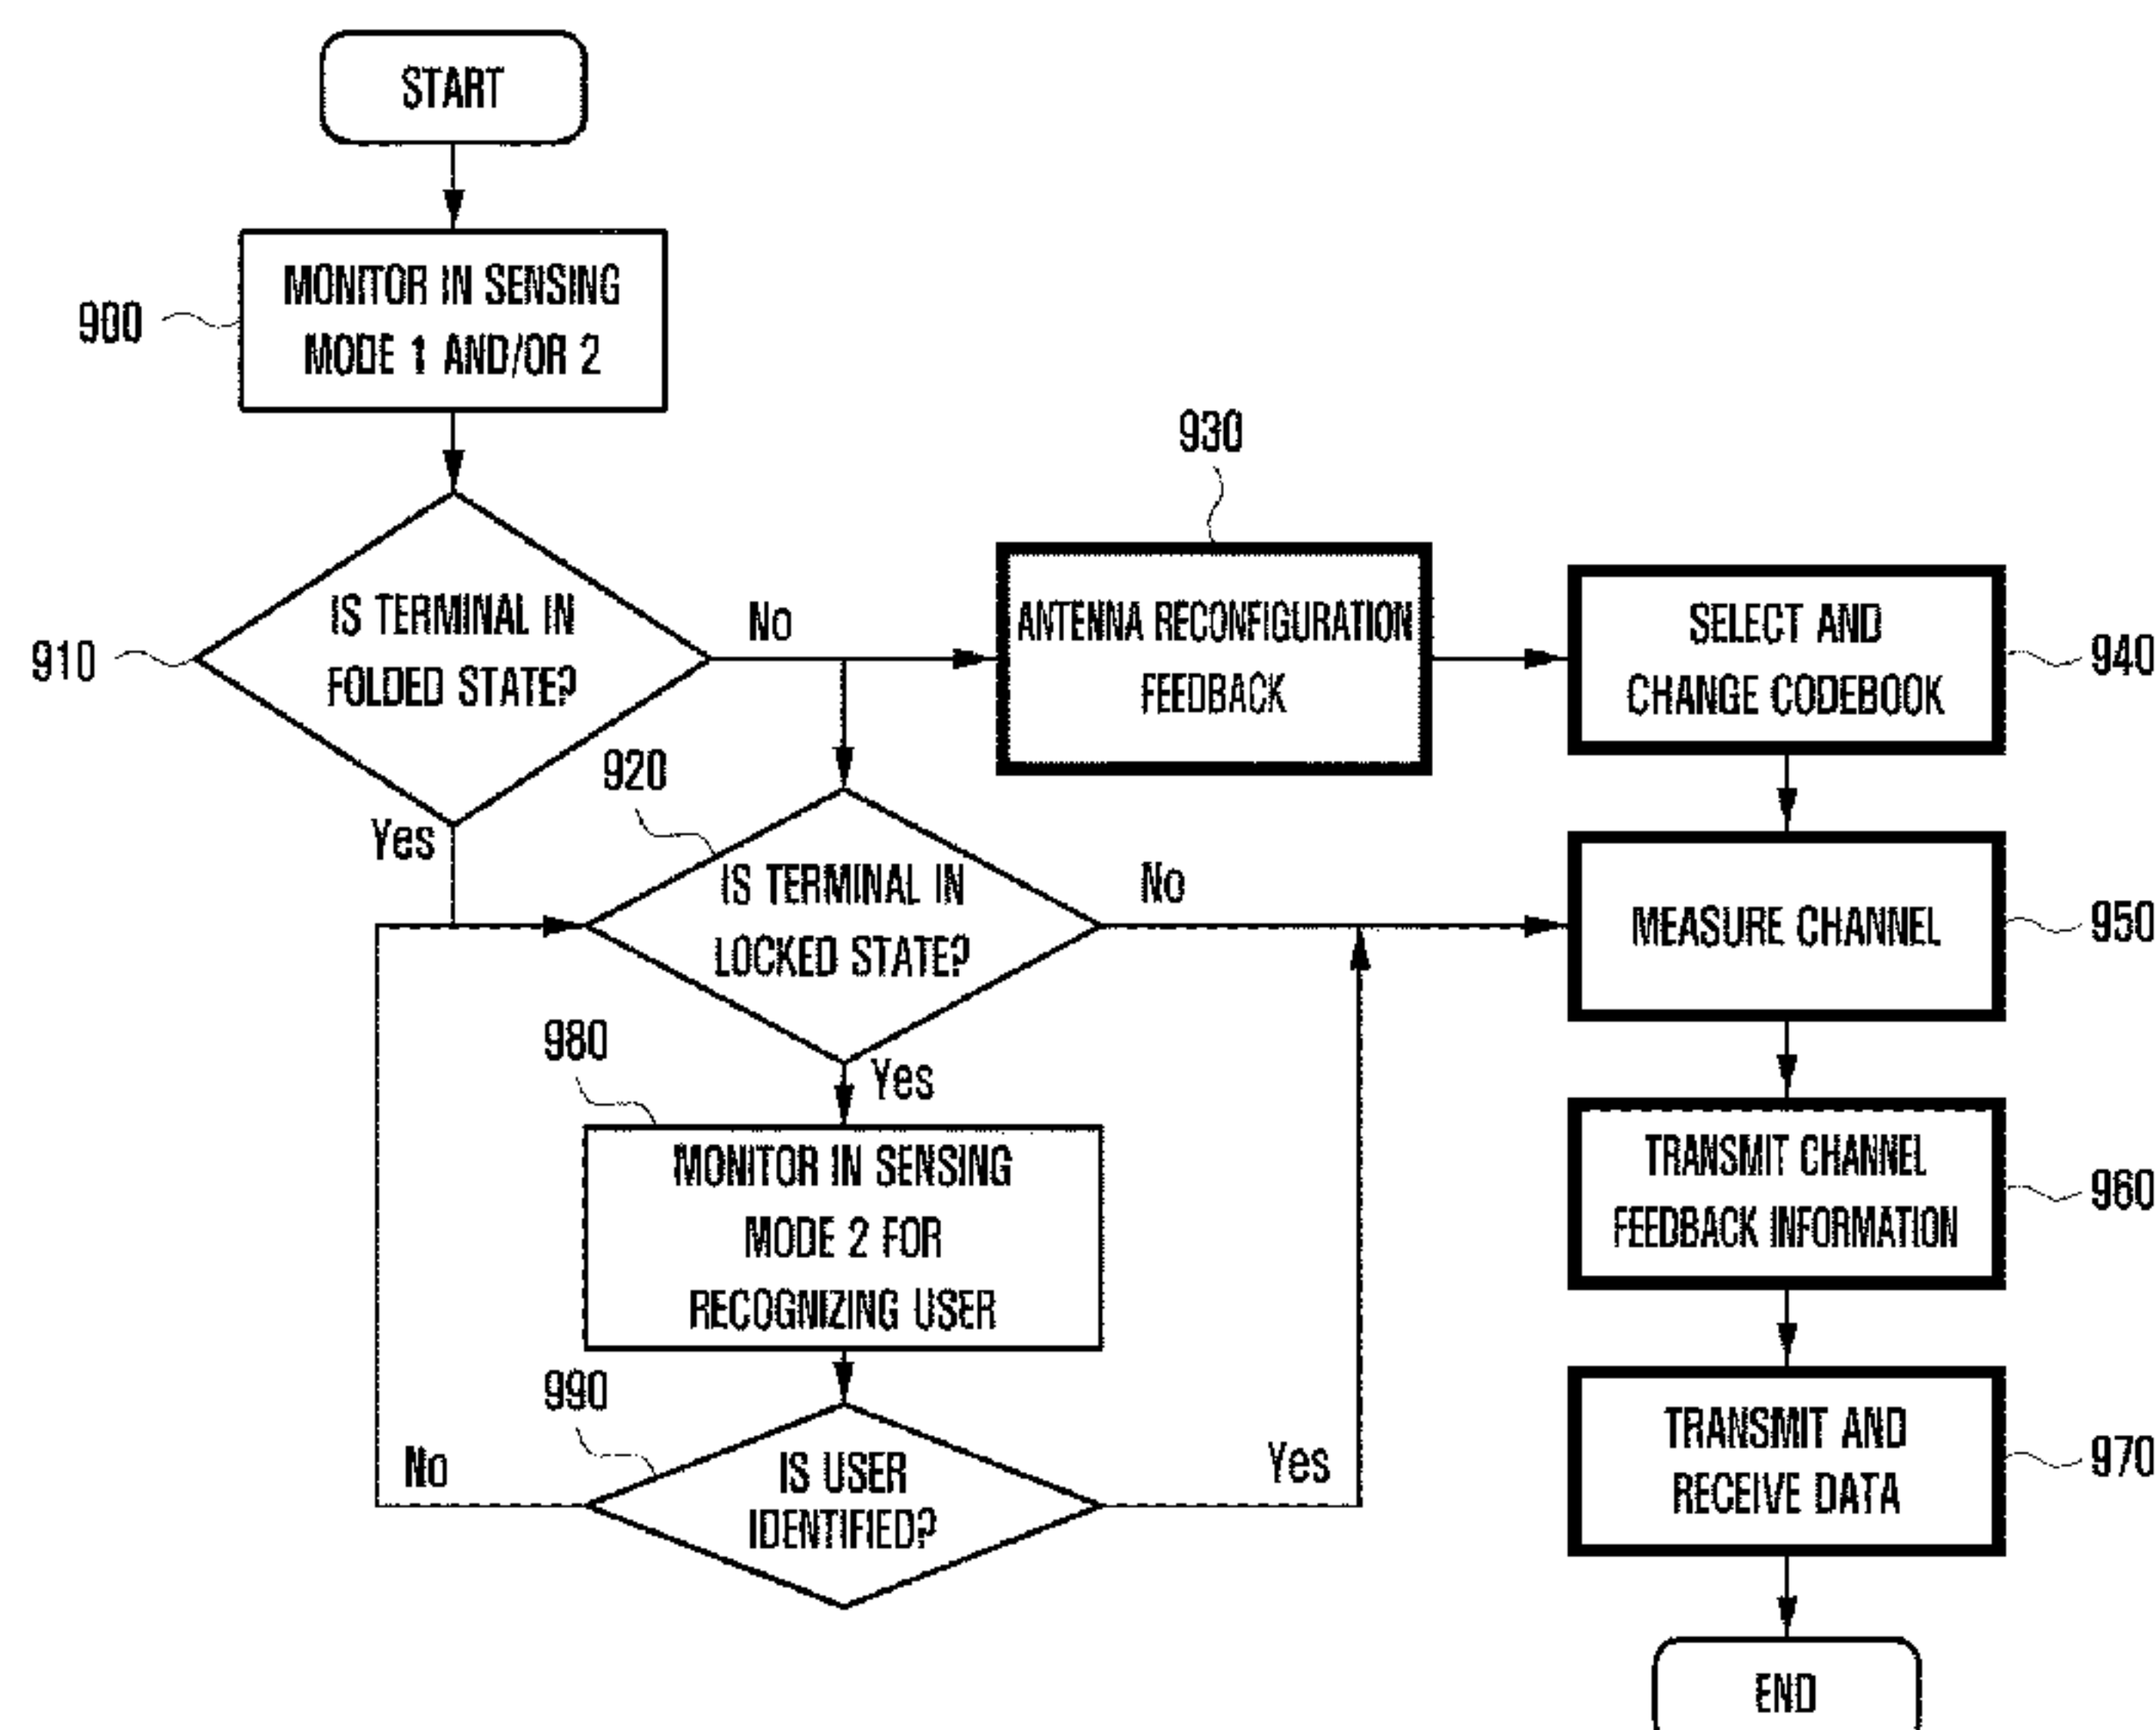 START
900
MONITOR IN SENSING
MODE 1 AND/OR 2
910
IS TERMINAL IN
FOLDED STATE?
No
Yes
930
ANTENNA RECONFIGURATION
FEEDBACK
SELECT AND
CHANGE CODEBOOK
940
920
IS TERMINAL IN
LOCKED STATE?
No
Yes
MEASURE CHANNEL
950
980
MONITOR IN SENSING
MODE 2 FOR
RECOGNIZING USER
TRANSMIT CHANNEL
FEEDBACK INFORMATION
960
990
IS USER
IDENTIFIED?
No
Yes
TRANSMIT AND
RECEIVE DATA
970
END